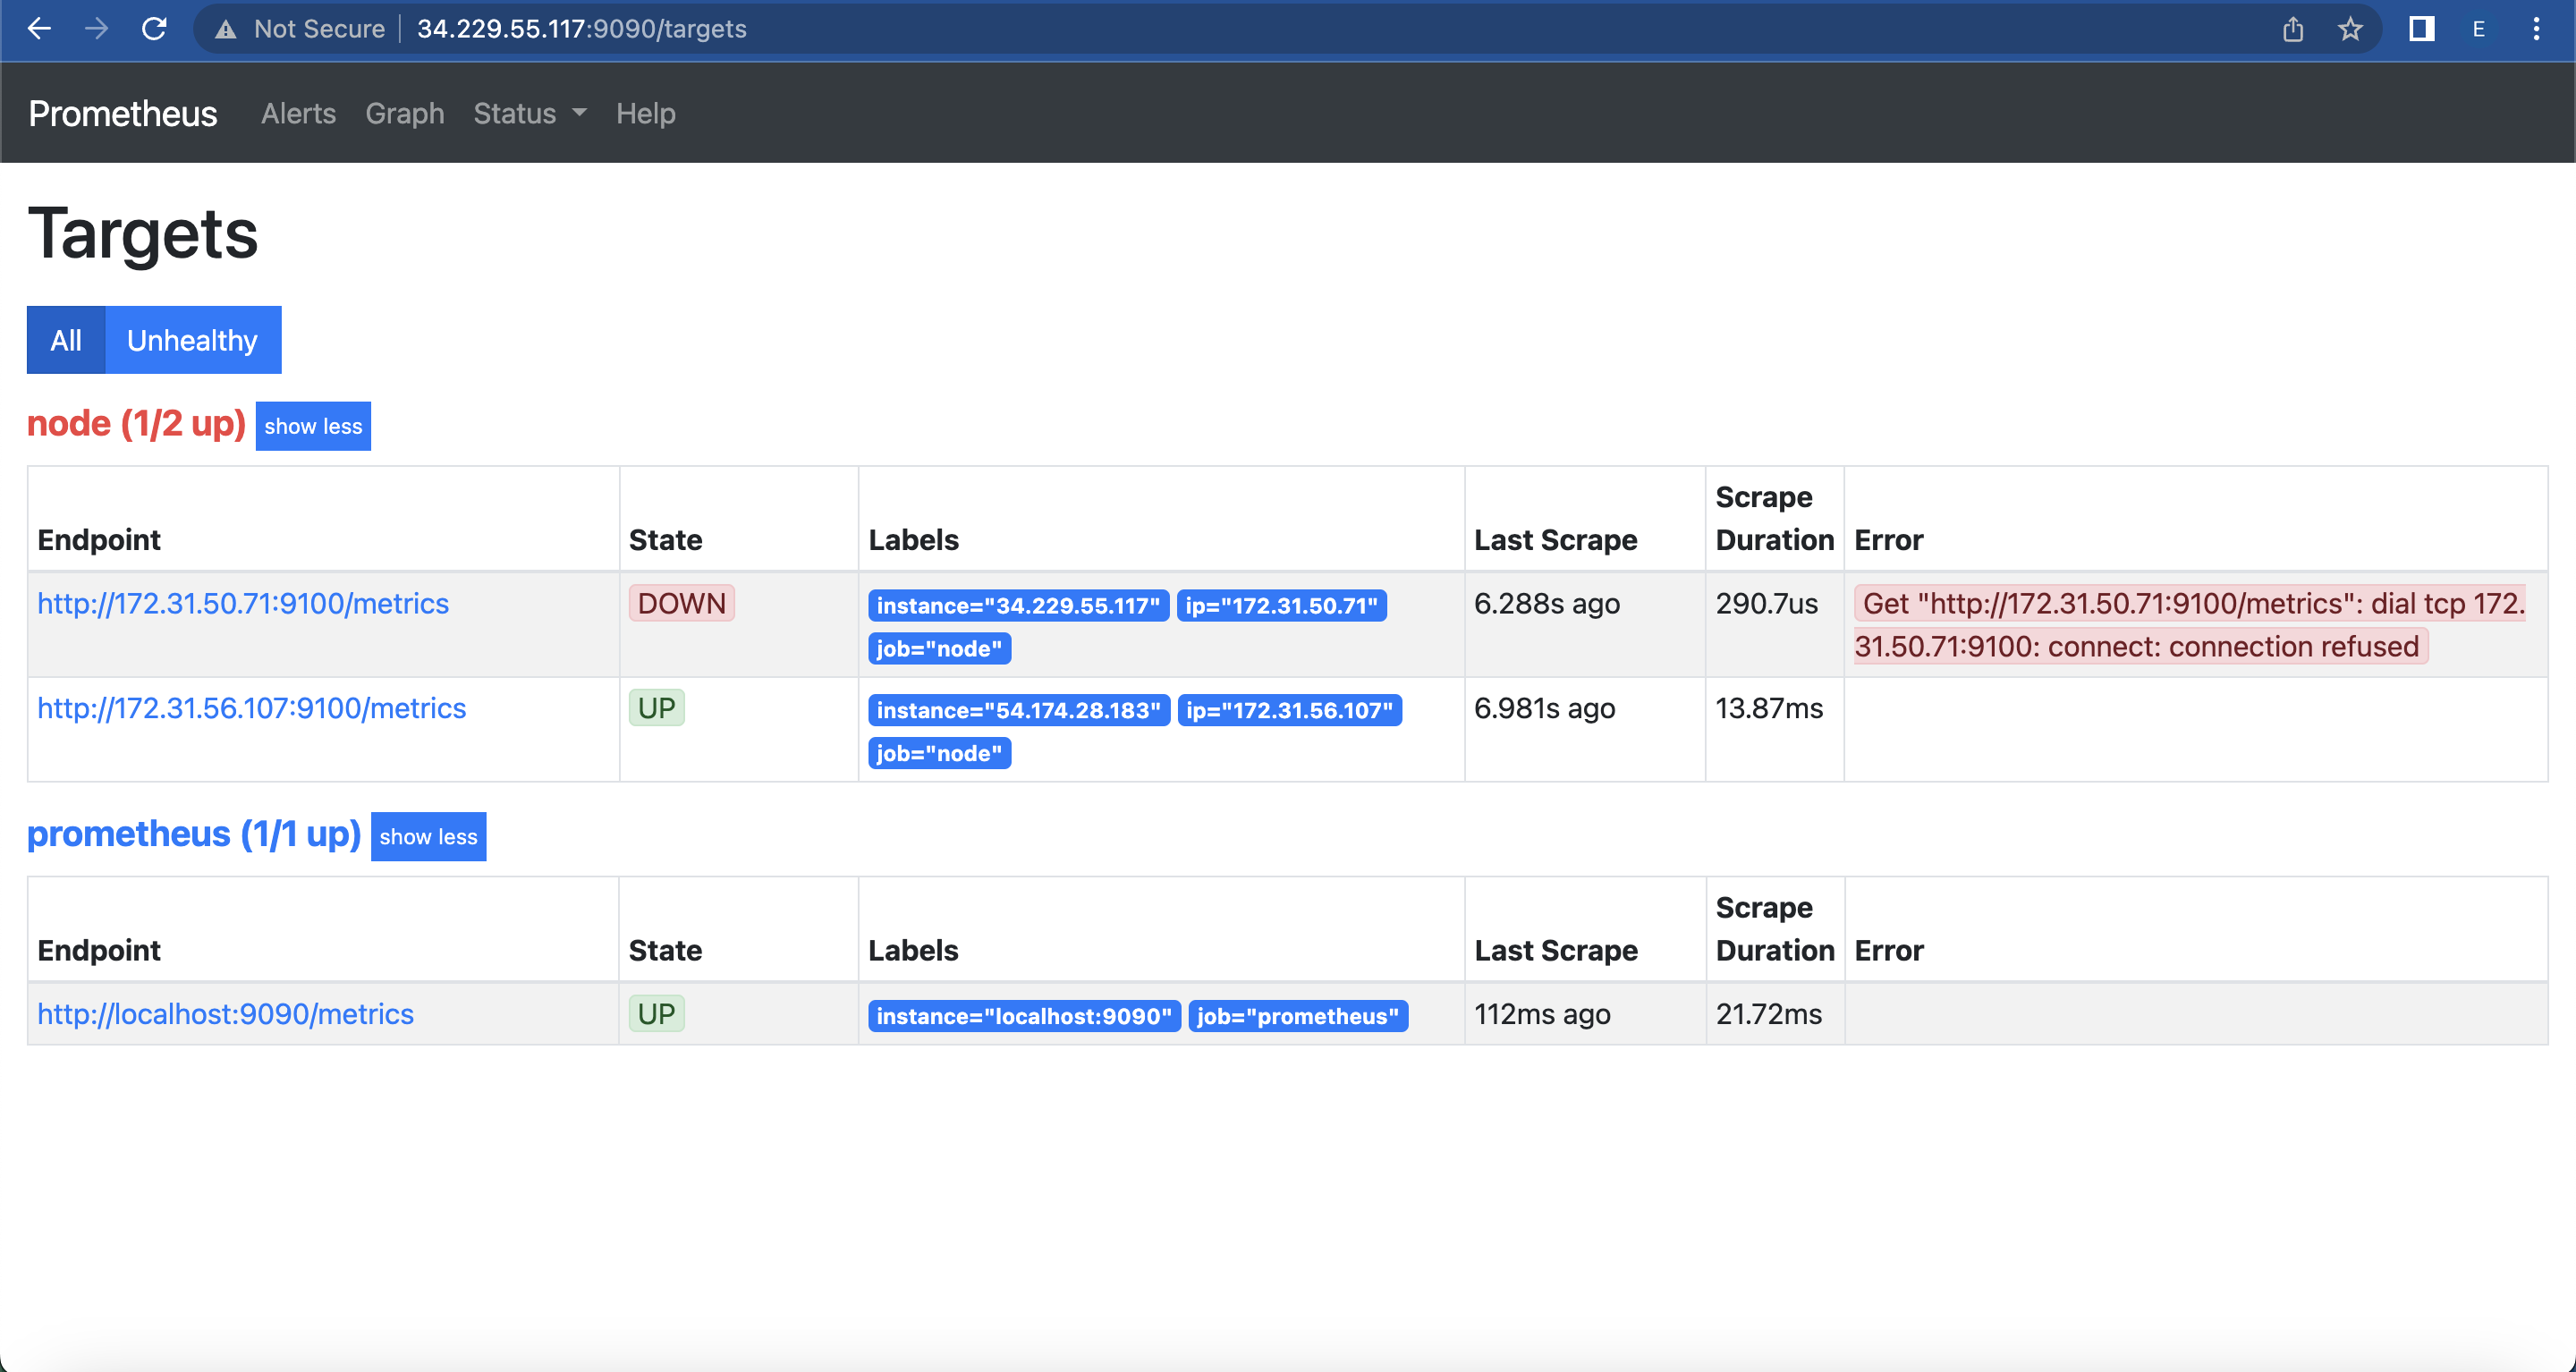 Not Secure 34.229.55.117:9090/targets E
Prometheus Alerts Graph Status Help
Targets
All Unhealthy
node (1/2 up) show less
Endpoint State Labels Last Scrape Scrape Duration Error
http://172.31.50.71:9100/metrics DOWN instance="34.229.55.117" ip="172.31.50.71" job="node" 6.288s ago 290.7us Get "http://172.31.50.71:9100/metrics": dial tcp 172.31.50.71:9100: connect: connection refused
http://172.31.56.107:9100/metrics UP instance="54.174.28.183" ip="172.31.56.107" job="node" 6.981s ago 13.87ms
prometheus (1/1 up) show less
Endpoint State Labels Last Scrape Scrape Duration Error
http://localhost:9090/metrics UP instance="localhost:9090" job="prometheus" 112ms ago 21.72ms